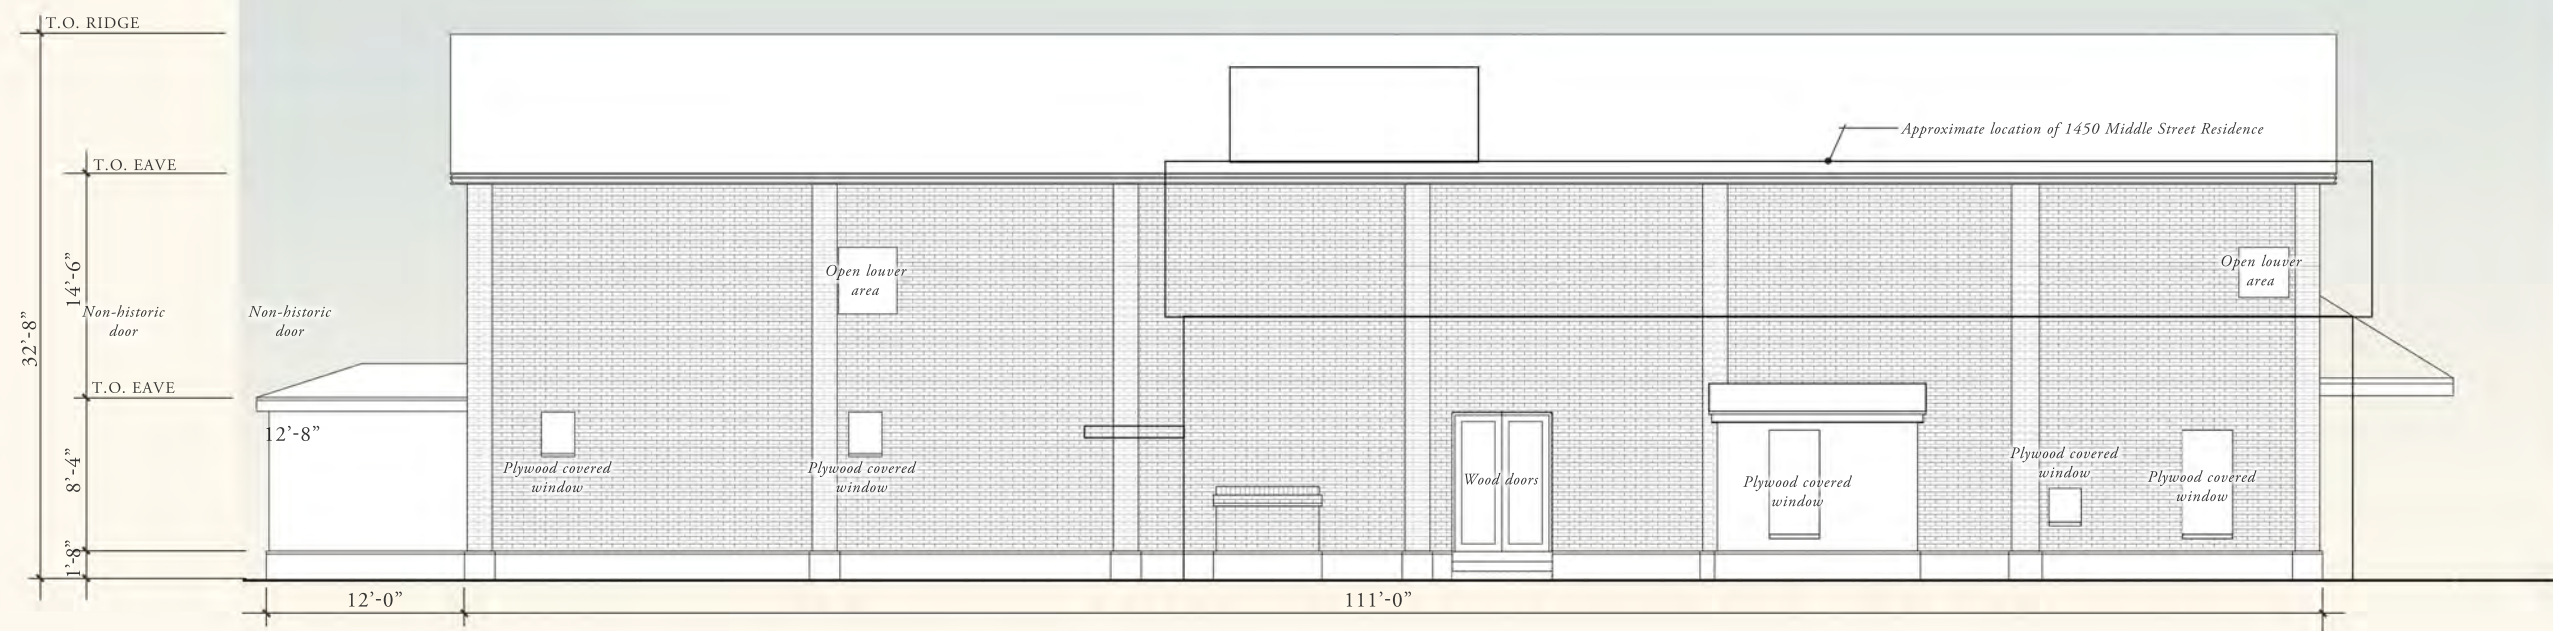 T.O. RIDGE
Approximate location of 1450 Middle Street Residence
T.O. EAVE
14’-6”
32’-8”
Open louver
area
Open louver
area
Non-historic
door
Non-historic
door
T.O. EAVE
12’-8”
8’-4”
Plywood covered
window
Plywood covered
window
Wood doors
Plywood covered
window
Plywood covered
window
Plywood covered
window
1’-8”
12’-0”
111’-0”